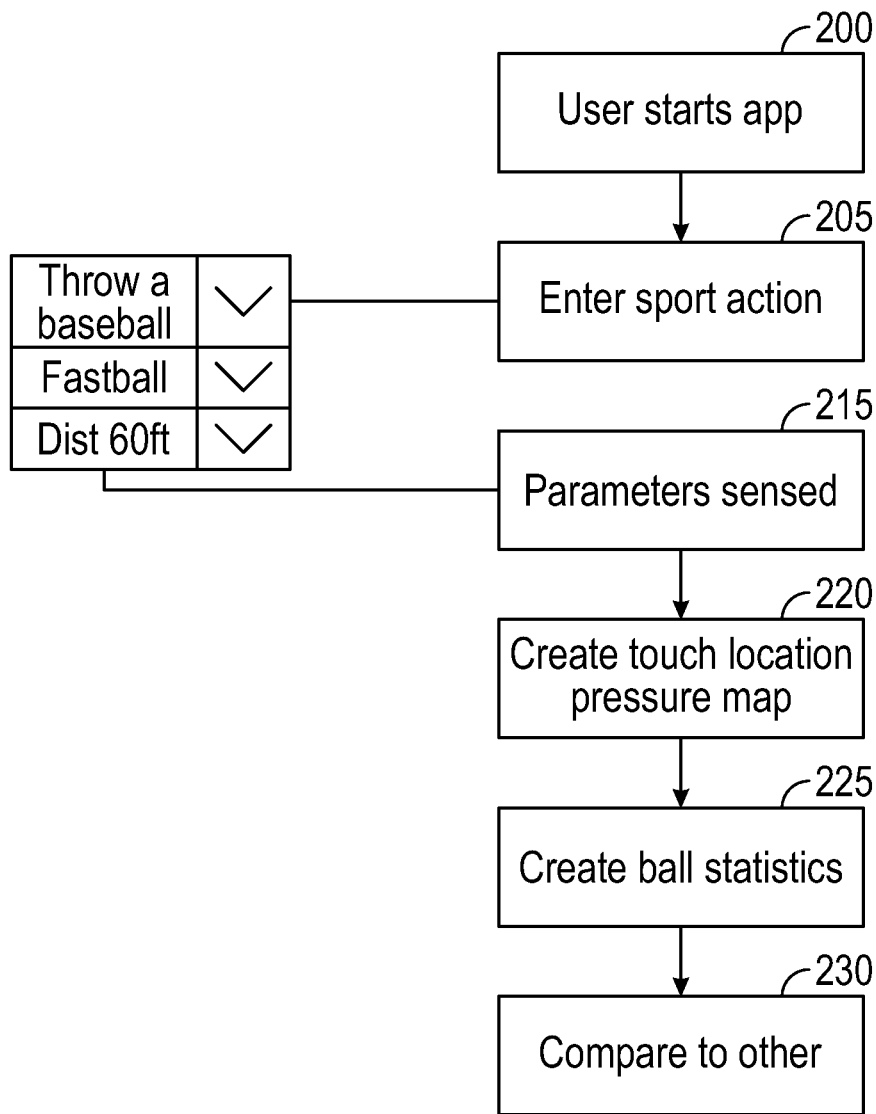 200
User starts app
205
Enter sport action
Throw a
baseball
Fastball
Dist 60ft
215
Parameters sensed
220
Create touch location
pressure map
225
Create ball statistics
230
Compare to other